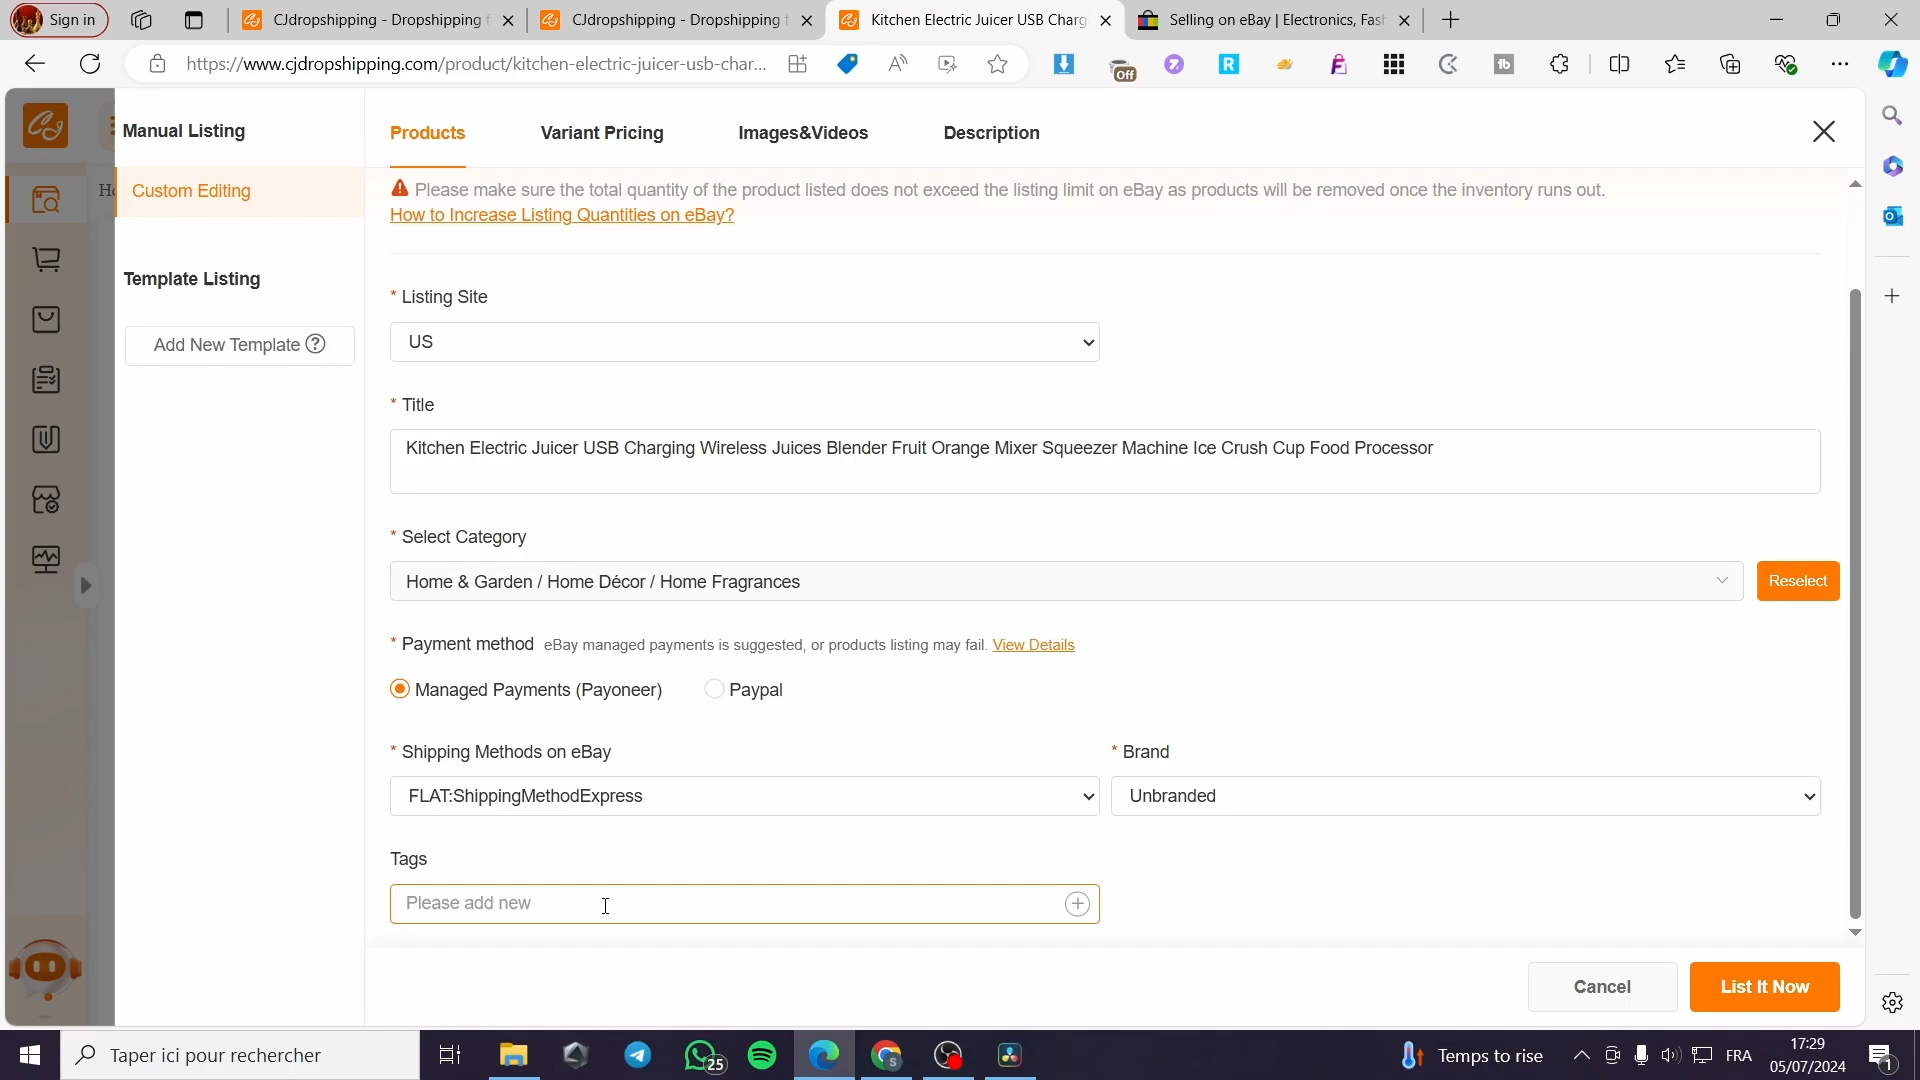 Sign in
CJdropshipping - Dropshipping f
CJdropshipping - Dropshipping f
Kitchen Electric Juicer USB Charg
Selling on eBay | Electronics, Fash
https://www.cjdropshipping.com/product/kitchen-electric-juicer-usb-char...
Off
Manual Listing
Custom Editing
Template Listing
Add New Template
Products
Variant Pricing
Images&Videos
Description
Please make sure the total quantity of the product listed does not exceed the listing limit on eBay as products will be removed once the inventory runs out.
How to Increase Listing Quantities on eBay?
* Listing Site
US
* Title
Kitchen Electric Juicer USB Charging Wireless Juices Blender Fruit Orange Mixer Squeezer Machine Ice Crush Cup Food Processor
* Select Category
Home & Garden / Home Décor / Home Fragrances
Reselect
* Payment method eBay managed payments is suggested, or products listing may fail. View Details
Managed Payments (Payoneer)
Paypal
* Shipping Methods on eBay
* Brand
FLAT:ShippingMethodExpress
Unbranded
Tags
Please add new
Cancel
List It Now
Taper ici pour rechercher
25
Temps to rise
FRA
17:29
05/07/2024
1